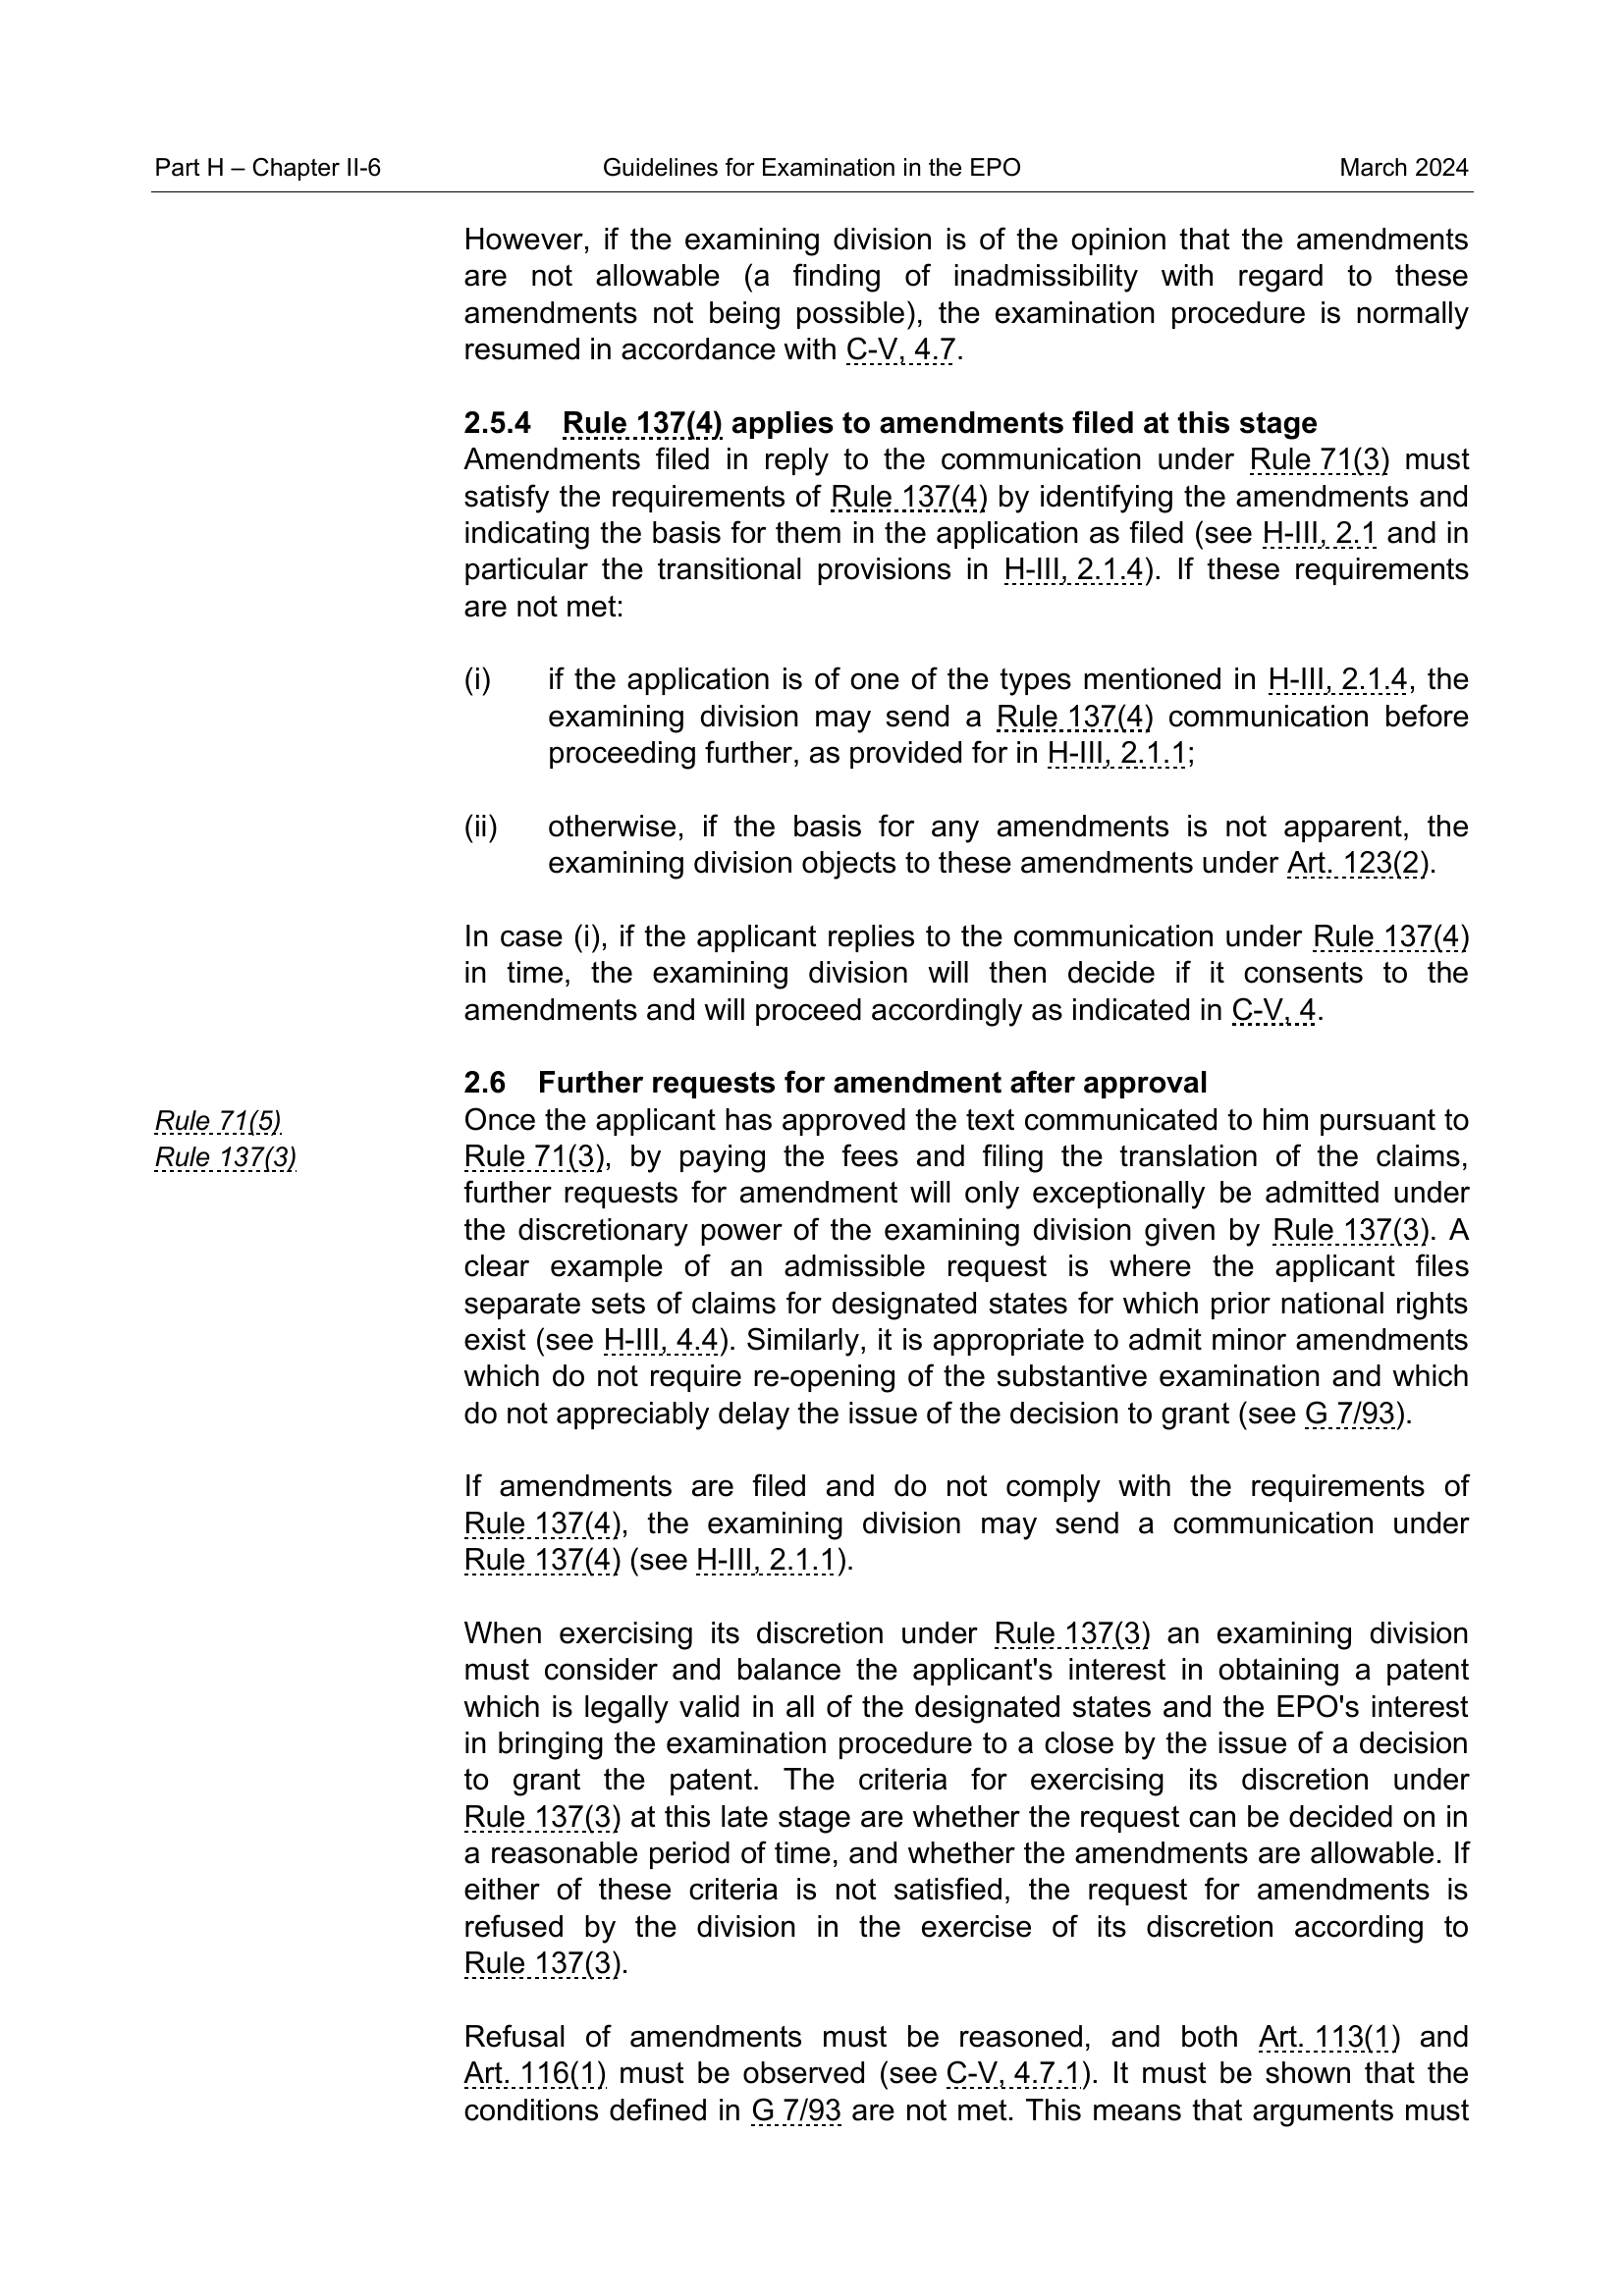 Part H – Chapter II-6 Guidelines for Examination in the EPO March 2024
However, if the examining division is of the opinion that the amendments
are not allowable (a finding of inadmissibility with regard to these
amendments not being possible), the examination procedure is normally
resumed in accordance with C-V, 4.7.
2.5.4 Rule 137(4) applies to amendments filed at this stage
Amendments filed in reply to the communication under Rule 71(3) must
satisfy the requirements of Rule 137(4) by identifying the amendments and
indicating the basis for them in the application as filed (see H-III, 2.1 and in
particular the transitional provisions in H-III, 2.1.4). If these requirements
are not met:
(i) if the application is of one of the types mentioned in H-III, 2.1.4, the
examining division may send a Rule 137(4) communication before
proceeding further, as provided for in H-III, 2.1.1;
(ii) otherwise, if the basis for any amendments is not apparent, the
examining division objects to these amendments under Art. 123(2).
In case (i), if the applicant replies to the communication under Rule 137(4)
in time, the examining division will then decide if it consents to the
amendments and will proceed accordingly as indicated in C-V, 4.
2.6 Further requests for amendment after approval
Rule 71(5)
Rule 137(3)
Once the applicant has approved the text communicated to him pursuant to
Rule 71(3), by paying the fees and filing the translation of the claims,
further requests for amendment will only exceptionally be admitted under
the discretionary power of the examining division given by Rule 137(3). A
clear example of an admissible request is where the applicant files
separate sets of claims for designated states for which prior national rights
exist (see H-III, 4.4). Similarly, it is appropriate to admit minor amendments
which do not require re-opening of the substantive examination and which
do not appreciably delay the issue of the decision to grant (see G 7/93).
If amendments are filed and do not comply with the requirements of
Rule 137(4), the examining division may send a communication under
Rule 137(4) (see H-III, 2.1.1).
When exercising its discretion under Rule 137(3) an examining division
must consider and balance the applicant's interest in obtaining a patent
which is legally valid in all of the designated states and the EPO's interest
in bringing the examination procedure to a close by the issue of a decision
to grant the patent. The criteria for exercising its discretion under
Rule 137(3) at this late stage are whether the request can be decided on in
a reasonable period of time, and whether the amendments are allowable. If
either of these criteria is not satisfied, the request for amendments is
refused by the division in the exercise of its discretion according to
Rule 137(3).
Refusal of amendments must be reasoned, and both Art. 113(1) and
Art. 116(1) must be observed (see C-V, 4.7.1). It must be shown that the
conditions defined in G 7/93 are not met. This means that arguments must